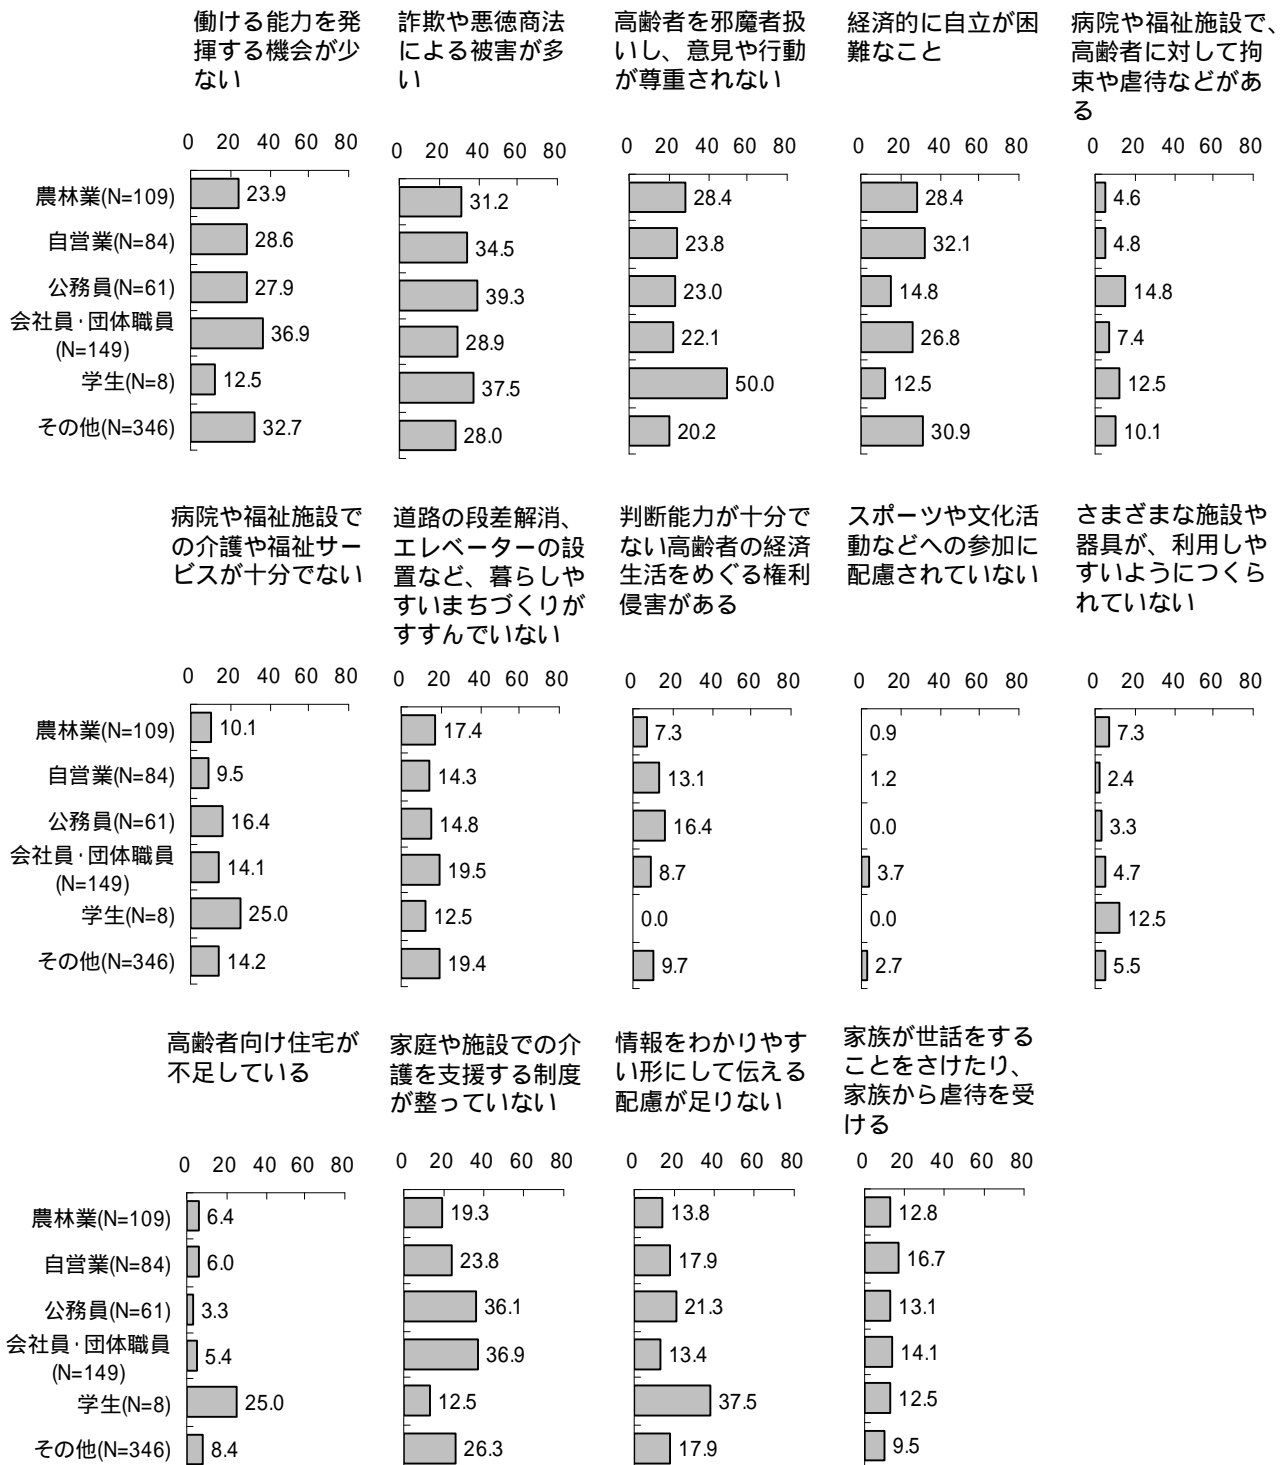 働ける能力を発
揮する機会が少
ない
詐欺や悪徳商法
による被害が多
い
高齢者を邪魔者扱
いし、意見や行動
が尊重されない
経済的に自立が困
難なこと
病院や福祉施設で、
高齢者に対して拘
束や虐待などがあ
る
0 20 40 60 80
0 20 40 60 80
0 20 40 60 80
0 20 40 60 80
0 20 40 60 80
農林業(N=109) 23.9 31.2 28.4 28.4 4.6
自営業(N=84) 28.6 34.5 23.8 32.1 4.8
公務員(N=61) 27.9 39.3 23.0 14.8 14.8
会社員・団体職員
(N=149) 36.9 28.9 22.1 26.8 7.4
学生(N=8) 12.5 37.5 50.0 12.5 12.5
その他(N=346) 32.7 28.0 20.2 30.9 10.1
病院や福祉施設で
の介護や福祉サー
ビスが十分でない
道路の段差解消、
エレベーターの設
置など、暮らしや
すいまちづくりが
すすんでいない
判断能力が十分で
ない高齢者の経済
生活をめぐる権利
侵害がある
スポーツや文化活
動などへの参加に
配慮されていない
さまざまな施設や
器具が、利用しや
すいようにつくら
れていない
0 20 40 60 80
0 20 40 60 80
0 20 40 60 80
0 20 40 60 80
0 20 40 60 80
農林業(N=109) 10.1 17.4 7.3 0.9 7.3
自営業(N=84) 9.5 14.3 13.1 1.2 2.4
公務員(N=61) 16.4 14.8 16.4 0.0 3.3
会社員・団体職員
(N=149) 14.1 19.5 8.7 3.7 4.7
学生(N=8) 25.0 12.5 0.0 0.0 12.5
その他(N=346) 14.2 19.4 9.7 2.7 5.5
高齢者向け住宅が
不足している
家庭や施設での介
護を支援する制度
が整っていない
情報をわかりやす
い形にして伝える
配慮が足りない
家族が世話をする
ことをさけたり、
家族から虐待を受
ける
0 20 40 60 80
0 20 40 60 80
0 20 40 60 80
0 20 40 60 80
農林業(N=109) 6.4 19.3 13.8 12.8
自営業(N=84) 6.0 23.8 17.9 16.7
公務員(N=61) 3.3 36.1 21.3 13.1
会社員・団体職員
(N=149) 5.4 36.9 13.4 14.1
学生(N=8) 25.0 12.5 37.5 12.5
その他(N=346) 8.4 26.3 17.9 9.5